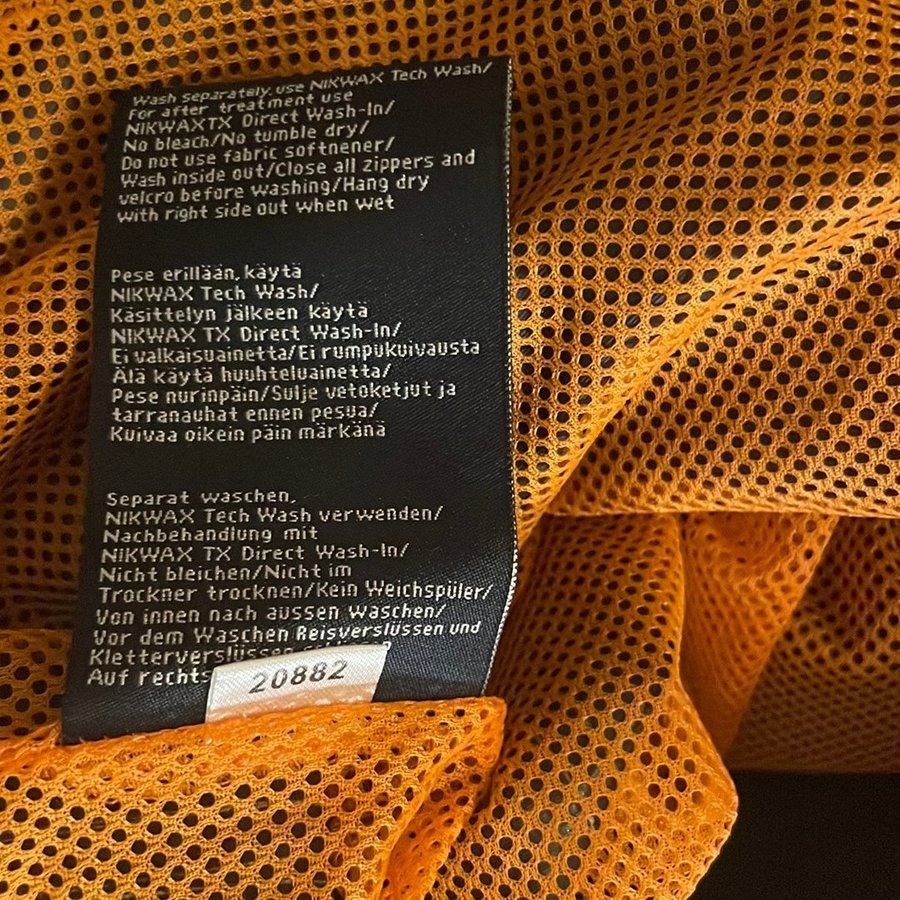 Wash separately, use NIKWAX Tech Wash/
For after treatment use
NIKWAXTX Direct Wash-In/
No bleach/No tumble dry/
Do not use fabric softnener/
Wash inside out/Close all zippers and
velcro before washing/Hang dry
with right side out when wet
Pese erillään, käytä
NIKWAX Tech Wash/
Käsittelyn jälkeen käytä
NIKWAX TX Direct Wash-In/
Ei valkaisuainetta/Ei rumpukuivausta
Älä käytä huuhteluainetta/
Pese nurinpäin/Sulje vetoketjut ja
tarranauhat ennen pesua/
Kuivaa oikein päin märkänä
Separat waschen,
NIKWAX Tech Wash verwenden/
Nachbehandlung mit
NIKWAX TX Direct Wash-In/
Nicht bleichen/Nicht im
Trockner trocknen/Kein Weichspüler/
Von innen nach aüssen waschen/
Vor dem Waschen Reisverslüssen und
Kletterverslüssen
Auf rechts
20882